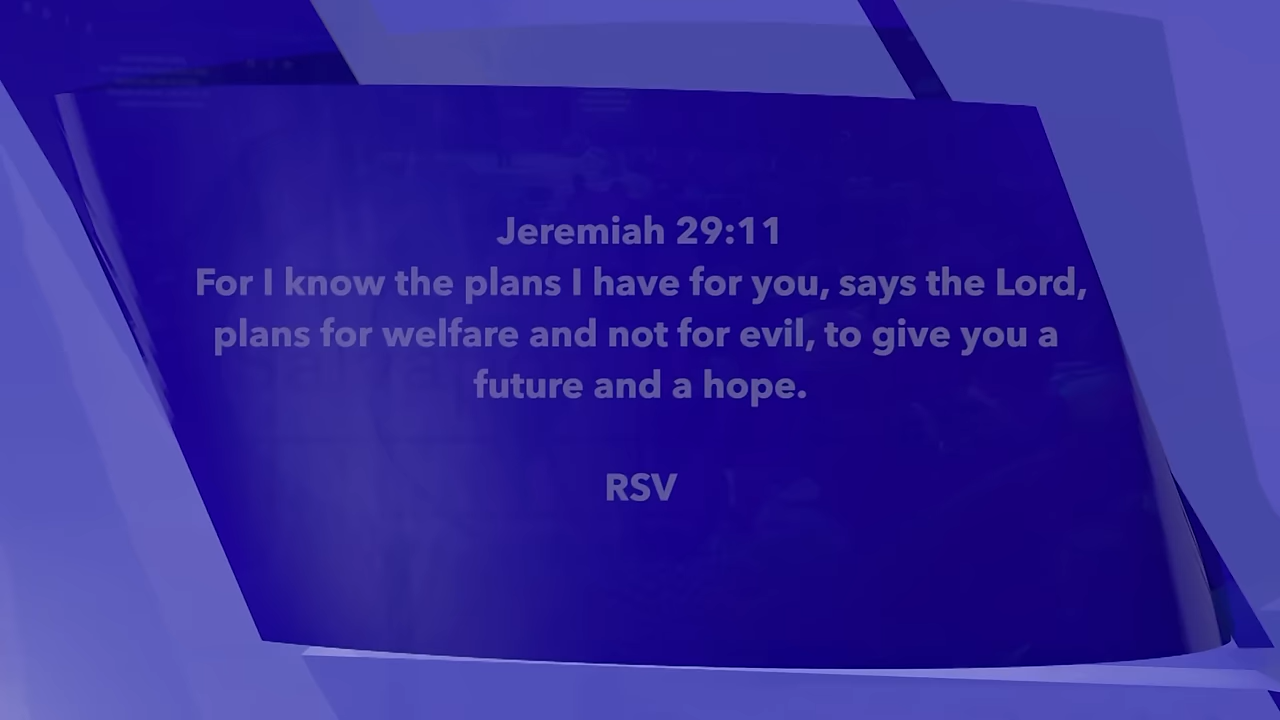 Jeremiah 29:11
For I know the plans I have for you, says the Lord,
plans for welfare and not for evil, to give you a
future and a hope.
RSV